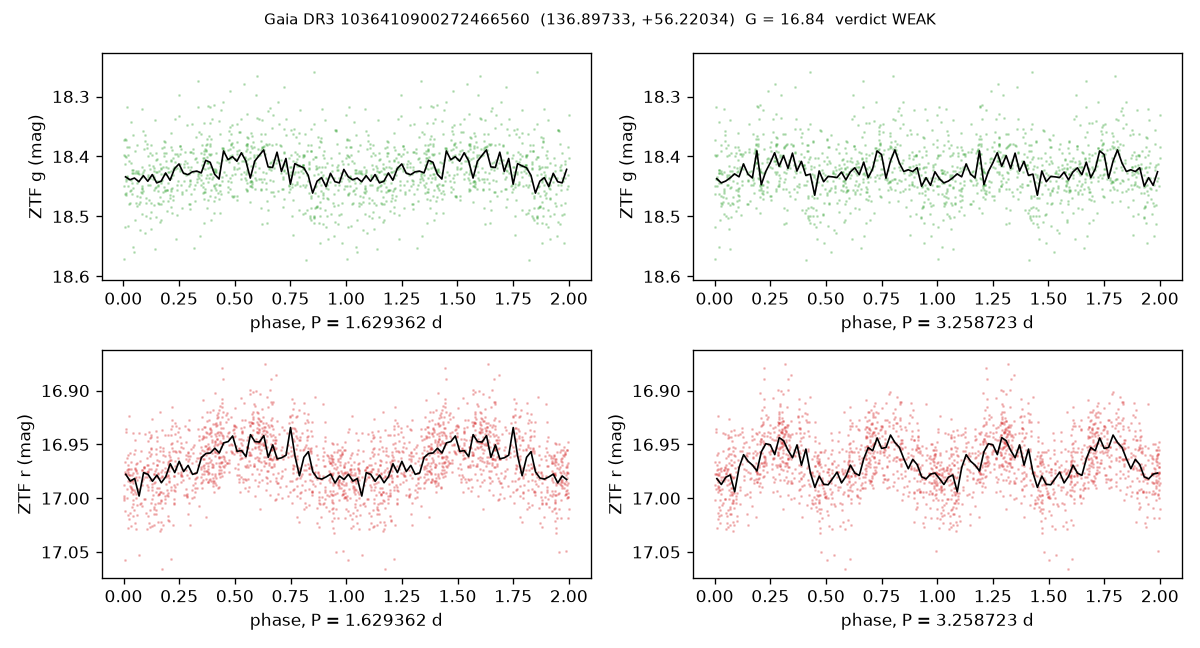 Gaia DR3 1036410900272466560 (136.89733, +56.22034) G = 16.84 verdict WEAK
ZTF g (mag)
18.3
18.4
18.5
18.6
0.00 0.25 0.50 0.75 1.00 1.25 1.50 1.75 2.00
phase, P = 1.629362 d
ZTF g (mag)
18.3
18.4
18.5
18.6
0.00 0.25 0.50 0.75 1.00 1.25 1.50 1.75 2.00
phase, P = 3.258723 d
ZTF r (mag)
16.90
16.95
17.00
17.05
0.00 0.25 0.50 0.75 1.00 1.25 1.50 1.75 2.00
phase, P = 1.629362 d
ZTF r (mag)
16.90
16.95
17.00
17.05
0.00 0.25 0.50 0.75 1.00 1.25 1.50 1.75 2.00
phase, P = 3.258723 d